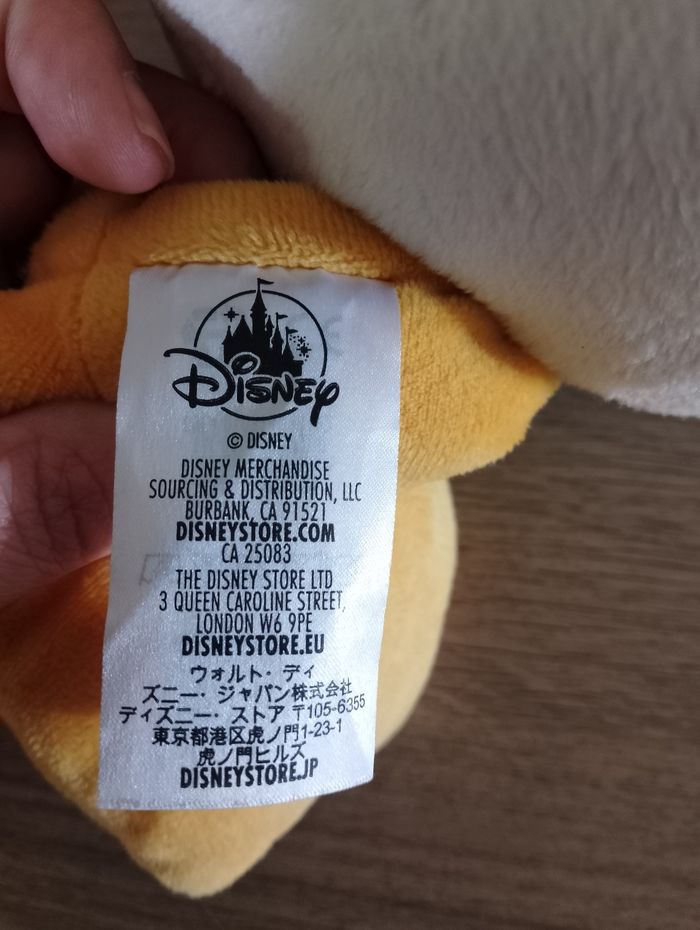 Disney
© DISNEY
DISNEY MERCHANDISE
SOURCING & DISTRIBUTION, LLC
BURBANK, CA 91521
DISNEYSTORE.COM
CA 25083
THE DISNEY STORE LTD
3 QUEEN CAROLINE STREET,
LONDON W6 9PE
DISNEYSTORE.EU
ウォルト・ディ
ズニー・ジャパン株式会社
ディズニー・ストア 〒105-6355
東京都港区虎ノ門1-23-1
虎ノ門ヒルズ
DISNEYSTORE.JP